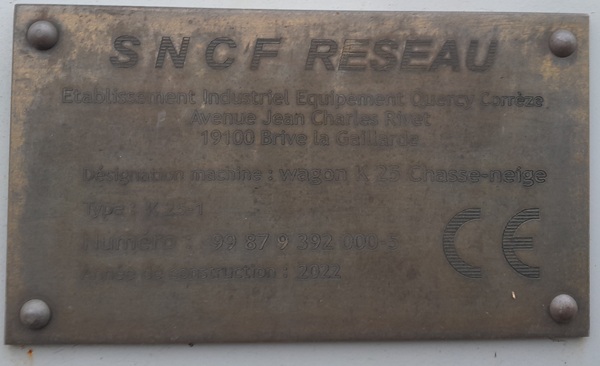 SNCF RESEAU
Etablissement Industriel Equipement Quercy Corrèze
Avenue Jean Charles Rivet
19100 Brive la Gaillarde
Désignation machine : wagon K 25 Chasse-neige
Type : K 25-1
Numéro : 99 87 9 392 000-5
Année de construction : 2022
CE